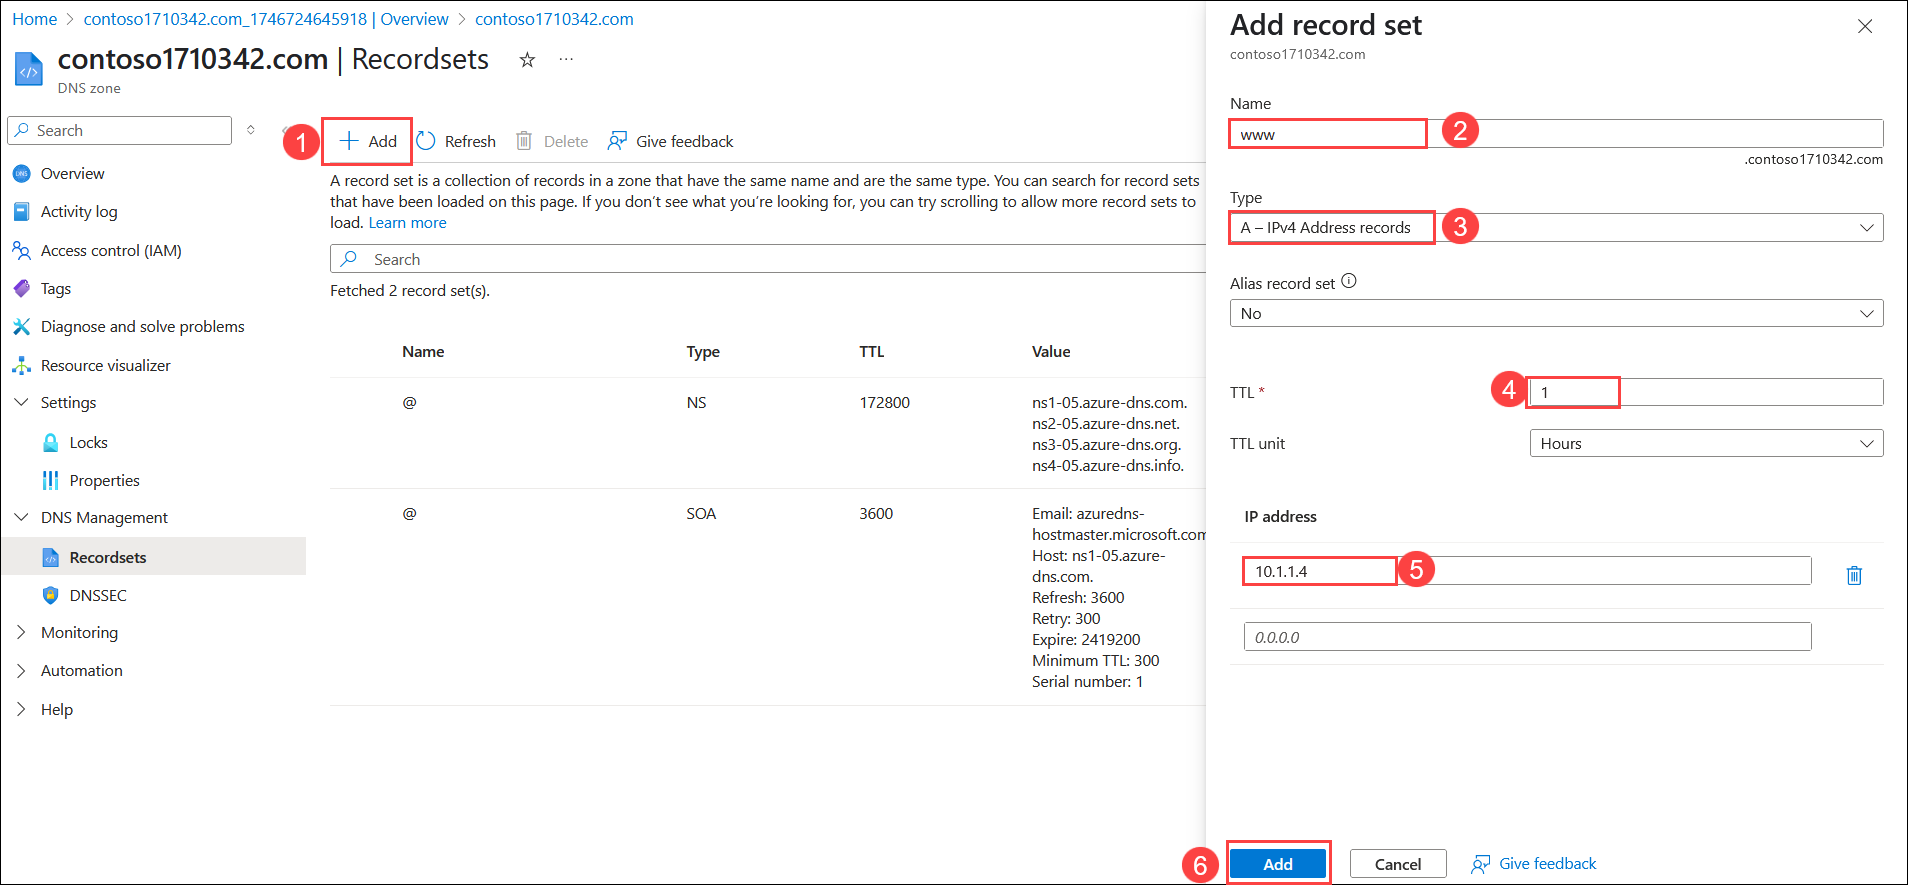 Home > contoso1710342.com_1746724645918 | Overview > contoso1710342.com
contoso1710342.com | Recordsets
DNS zone
Search
Overview
Activity log
Access control (IAM)
Tags
Diagnose and solve problems
Resource visualizer
Settings
Locks
Properties
DNS Management
Recordsets
DNSSEC
Monitoring
Automation
Help
1
Add Refresh Delete Give feedback
A record set is a collection of records in a zone that have the same name and are the same type. You can search for record sets
that have been loaded on this page. If you don't see what you're looking for, you can try scrolling to allow more record sets to
load. Learn more
Search
Fetched 2 record set(s).
Name Type TTL Value
@ NS 172800 ns1-05.azure-dns.com.
ns2-05.azure-dns.net.
ns3-05.azure-dns.org.
ns4-05.azure-dns.info.
@ SOA 3600 Email: azuredns-
hostmaster.microsoft.com
Host: ns1-05.azure-
dns.com.
Refresh: 3600
Retry: 300
Expire: 2419200
Minimum TTL: 300
Serial number: 1
Add record set
contoso1710342.com
Name
www 2
.contoso1710342.com
Type
A – IPv4 Address records 3
Alias record set
No
TTL * 4 1
TTL unit Hours
IP address
10.1.1.4 5
0.0.0.0
6 Add Cancel Give feedback